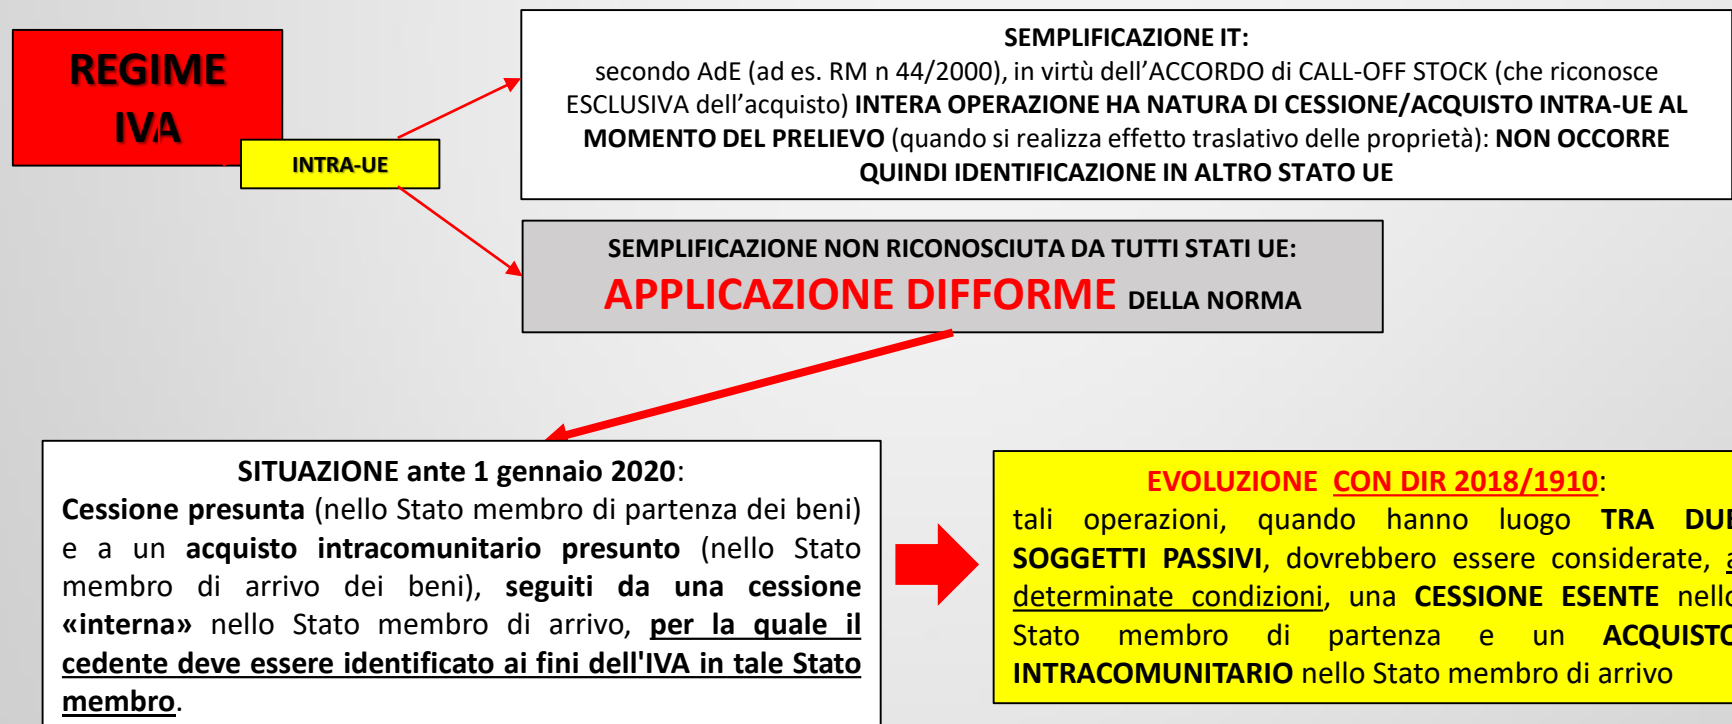 REGIME
IVA
INTRA-UE
SEMPLIFICAZIONE IT:
secondo AdE (ad es. RM n 44/2000), in virtù dell'ACCORDO di CALL-OFF STOCK (che riconosce
ESCLUSIVA dell'acquisto) INTERA OPERAZIONE HA NATURA DI CESSIONE/ACQUISTO INTRA-UE AL
MOMENTO DEL PRELIEVO (quando si realizza effetto traslativo delle proprietà): NON OCCORRE
QUINDI IDENTIFICAZIONE IN ALTRO STATO UE
SEMPLIFICAZIONE NON RICONOSCIUTA DA TUTTI STATI UE:
APPLICAZIONE DIFFORME DELLA NORMA
SITUAZIONE ante 1 gennaio 2020:
Cessione presunta (nello Stato membro di partenza dei beni)
e a un acquisto intracomunitario presunto (nello Stato
membro di arrivo dei beni), seguiti da una cessione
«interna» nello Stato membro di arrivo, per la quale il
cedente deve essere identificato ai fini dell'IVA in tale Stato
membro.
EVOLUZIONE CON DIR 2018/1910:
tali operazioni, quando hanno luogo TRA DUE
SOGGETTI PASSIVI, dovrebbero essere considerate, a
determinate condizioni, una CESSIONE ESENTE nello
Stato membro di partenza e un ACQUISTO
INTRACOMUNITARIO nello Stato membro di arrivo